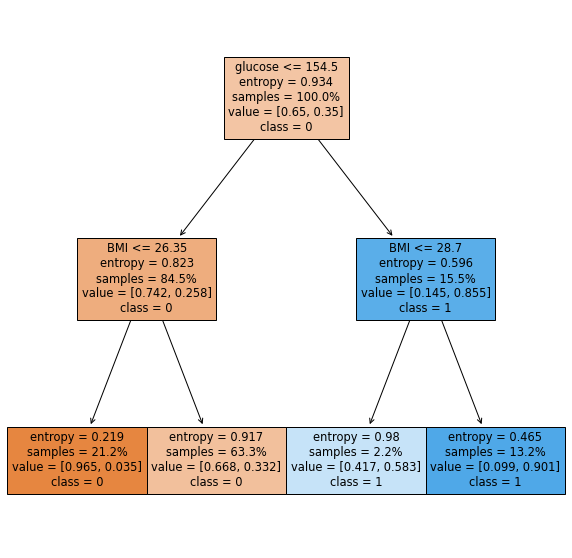 glucose <= 154.5
entropy = 0.934
samples = 100.0%
value = [0.65, 0.35]
class = 0
BMI <= 26.35
entropy = 0.823
samples = 84.5%
value = [0.742, 0.258]
class = 0
BMI <= 28.7
entropy = 0.596
samples = 15.5%
value = [0.145, 0.855]
class = 1
entropy = 0.219
samples = 21.2%
value = [0.965, 0.035]
class = 0
entropy = 0.917
samples = 63.3%
value = [0.668, 0.332]
class = 0
entropy = 0.98
samples = 2.2%
value = [0.417, 0.583]
class = 1
entropy = 0.465
samples = 13.2%
value = [0.099, 0.901]
class = 1